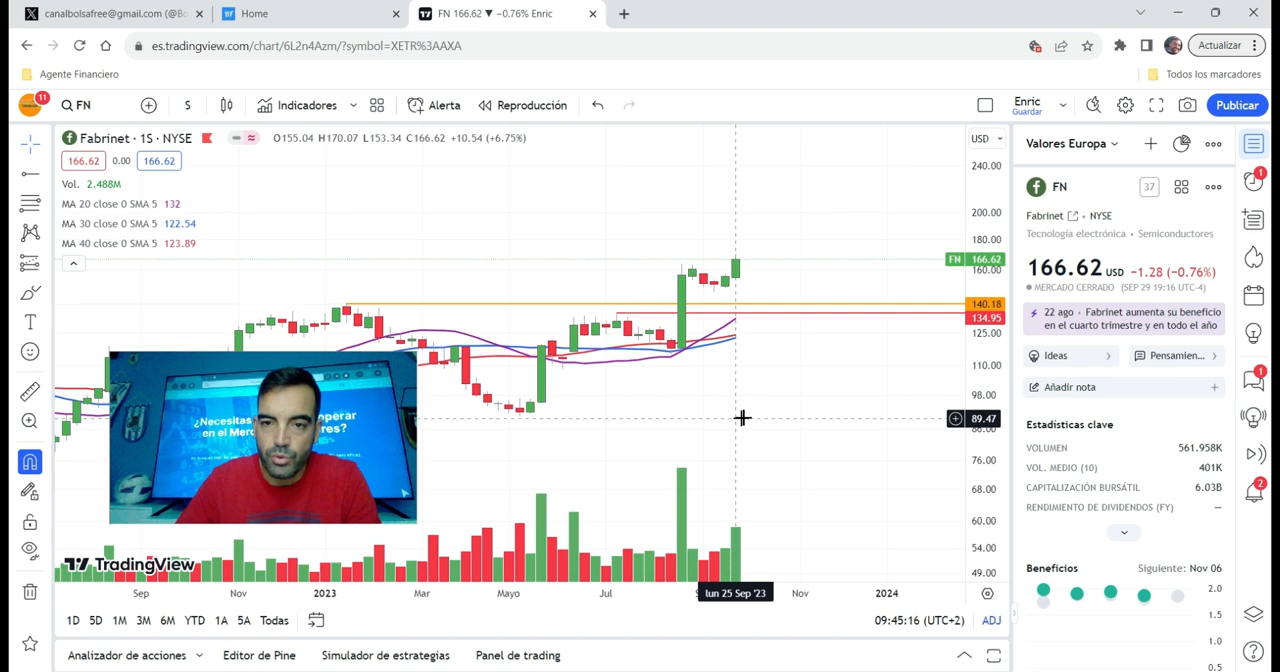 canalbolsafree@gmail.com (@Bo
Home
FN 166.62 ▼ −0.76% Enric
es.tradingview.com/chart/6L2n4Azm/?symbol=XETR%3AAXA
Actualizar
Agente Financiero
Todos los marcadores
11
FN
S
Indicadores
Alerta
Reproducción
Enric
Guardar
Publicar
Fabrinet · 1S · NYSE
O155.04 H170.07 L153.34 C166.62 +10.54 (+6.75%)
166.62 0.00 166.62
Vol. 2.488M
MA 20 close 0 SMA 5 132
MA 30 close 0 SMA 5 122.54
MA 40 close 0 SMA 5 123.89
USD
240.00
200.00
180.00
FN 166.62
160.00
140.18
134.95
125.00
110.00
98.00
89.47
76.00
68.00
60.00
54.00
49.00
¿Necesitas
perar
en el Mer
res?
TradingView
Sep
Nov
2023
Mar
Mayo
Jul
lun 25 Sep '23
Nov
2024
1D 5D 1M 3M 6M YTD 1A 5A Todas
09:45:16 (UTC+2)
ADJ
Analizador de acciones
Editor de Pine
Simulador de estrategias
Panel de trading
Valores Europa
FN
37
Fabrinet • NYSE
Tecnología electrónica • Semiconductores
166.62 USD −1.28 (−0.76%)
MERCADO CERRADO (SEP 29 19:16 UTC-4)
22 ago · Fabrinet aumenta su beneficio
en el cuarto trimestre y en todo el año
Ideas
Pensamien...
Añadir nota
Estadísticas clave
VOLUMEN 561.958K
VOL. MEDIO (10) 401K
CAPITALIZACIÓN BURSÁTIL 6.03B
RENDIMIENTO DE DIVIDENDOS (FY) —
Beneficios
Siguiente: Nov 06
2.0
1.5
1.0
0.5
1
1
2